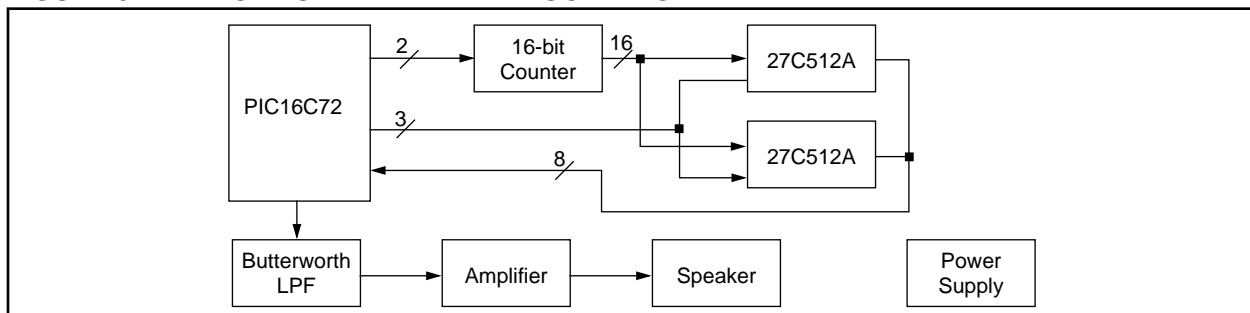 2
16-bit
Counter
16
27C512A
PIC16C72
3
27C512A
8
Butterworth
LPF
Amplifier
Speaker
Power
Supply